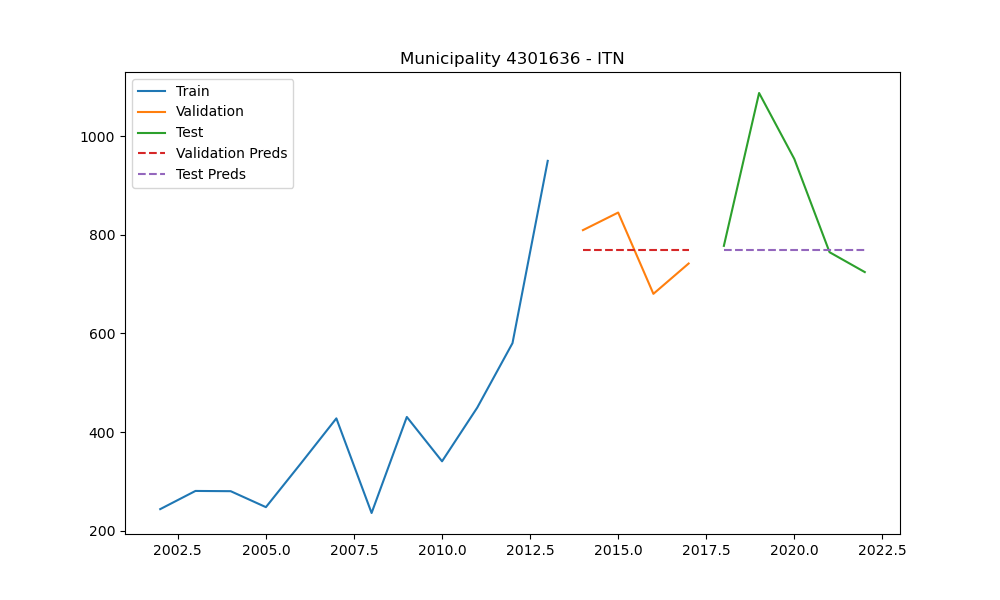 Municipality 4301636 - ITN
Train
Validation
Test
Validation Preds
Test Preds
1000
800
600
400
200
2002.5 2005.0 2007.5 2010.0 2012.5 2015.0 2017.5 2020.0 2022.5